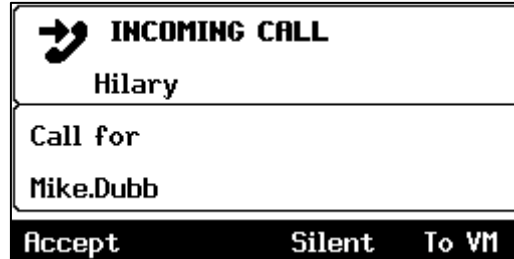 INCOMING CALL
Hilary
Call for
Mike.Dubb
Accept Silent To VM